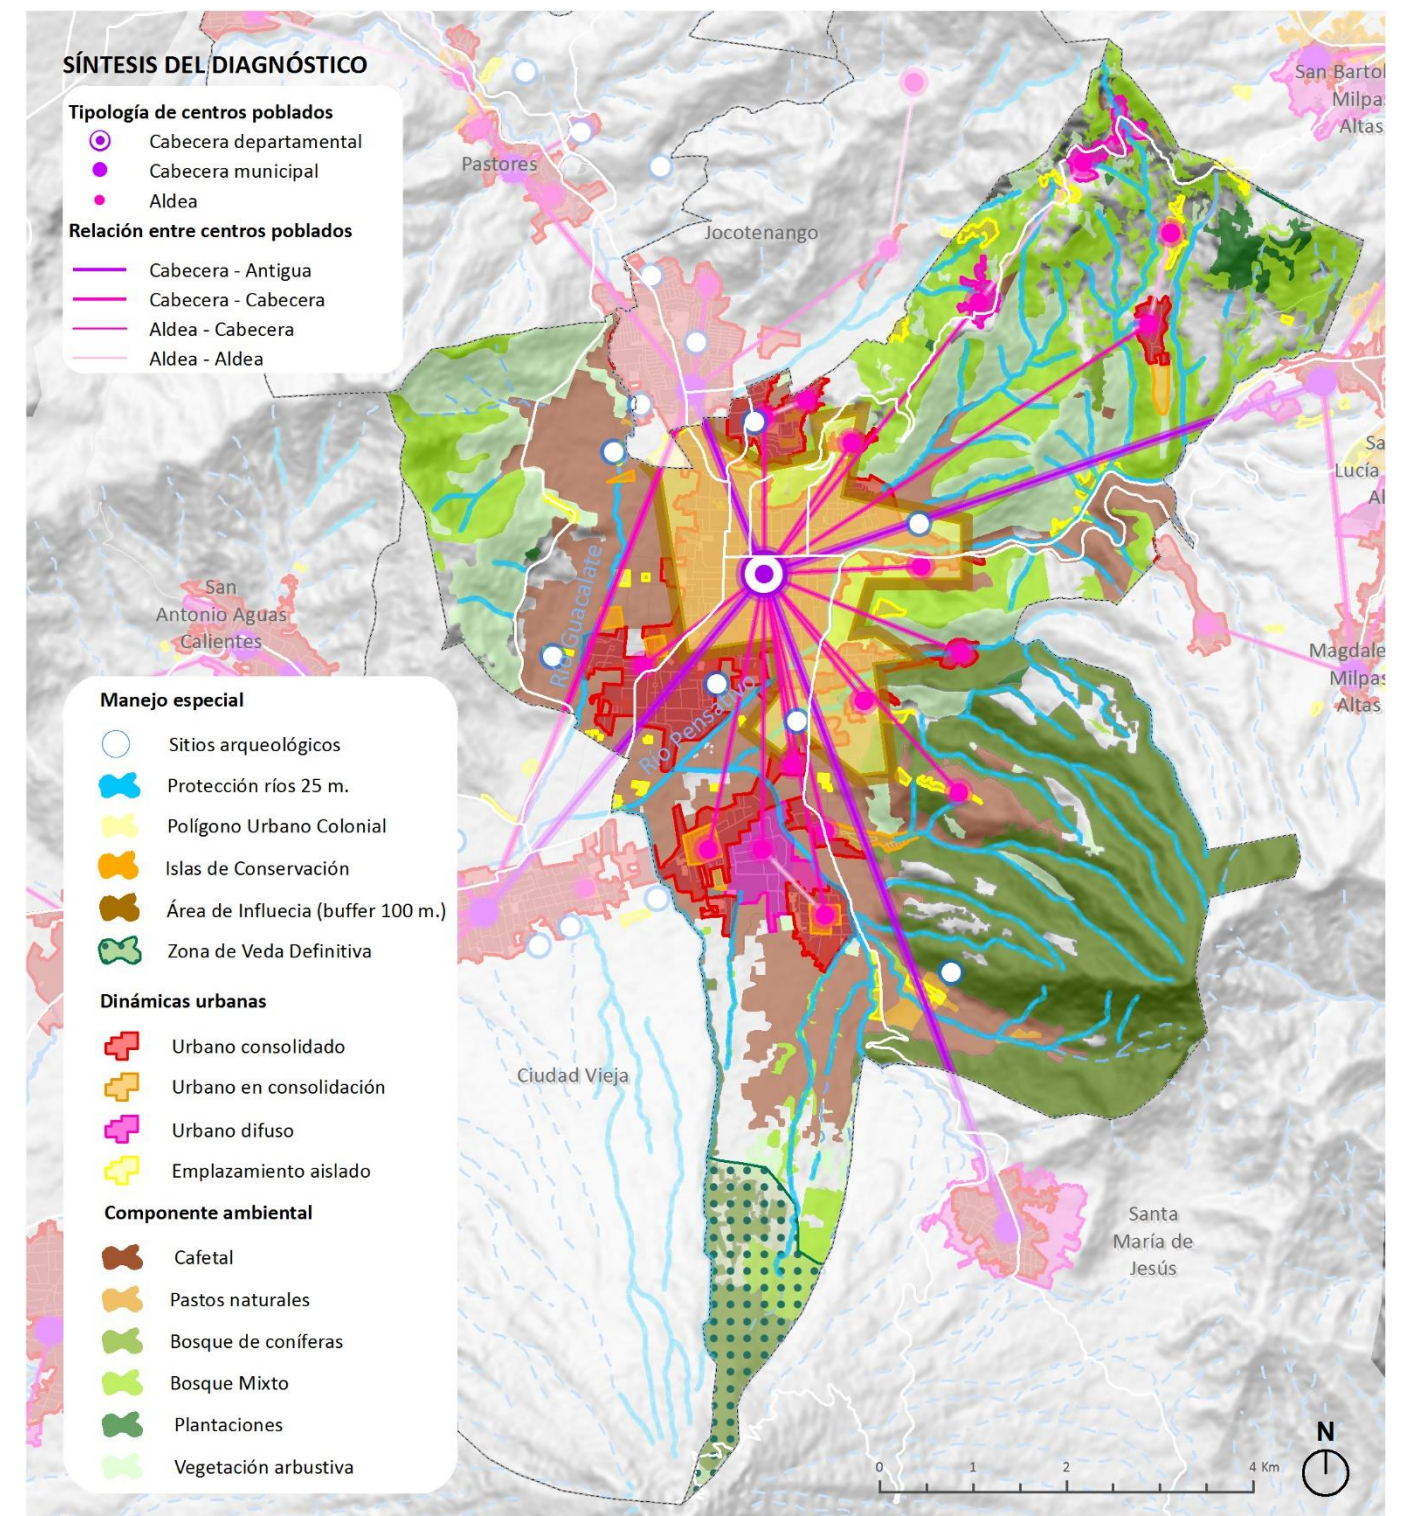 SÍNTESIS DEL DIAGNÓSTICO
Tipología de centros poblados
Cabecera departamental
Cabecera municipal
Aldea
Relación entre centros poblados
Cabecera - Antigua
Cabecera - Cabecera
Aldea - Cabecera
Aldea - Aldea
Pastores
Jocotenango
San Bartol
Milpa
Altas
Sa
Lucía
Al
San
Antonio Aguas
Calientes
Río Guacalate
Río Pensativo
Magdale
Milpas
Altas
Manejo especial
Sitios arqueológicos
Protección ríos 25 m.
Polígono Urbano Colonial
Islas de Conservación
Área de Influecia (buffer 100 m.)
Zona de Veda Definitiva
Dinámicas urbanas
Urbano consolidado
Urbano en consolidación
Urbano difuso
Emplazamiento aislado
Componente ambiental
Cafetal
Pastos naturales
Bosque de coníferas
Bosque Mixto
Plantaciones
Vegetación arbustiva
Ciudad Vieja
Santa
María de
Jesús
N
0 1 2 4 Km